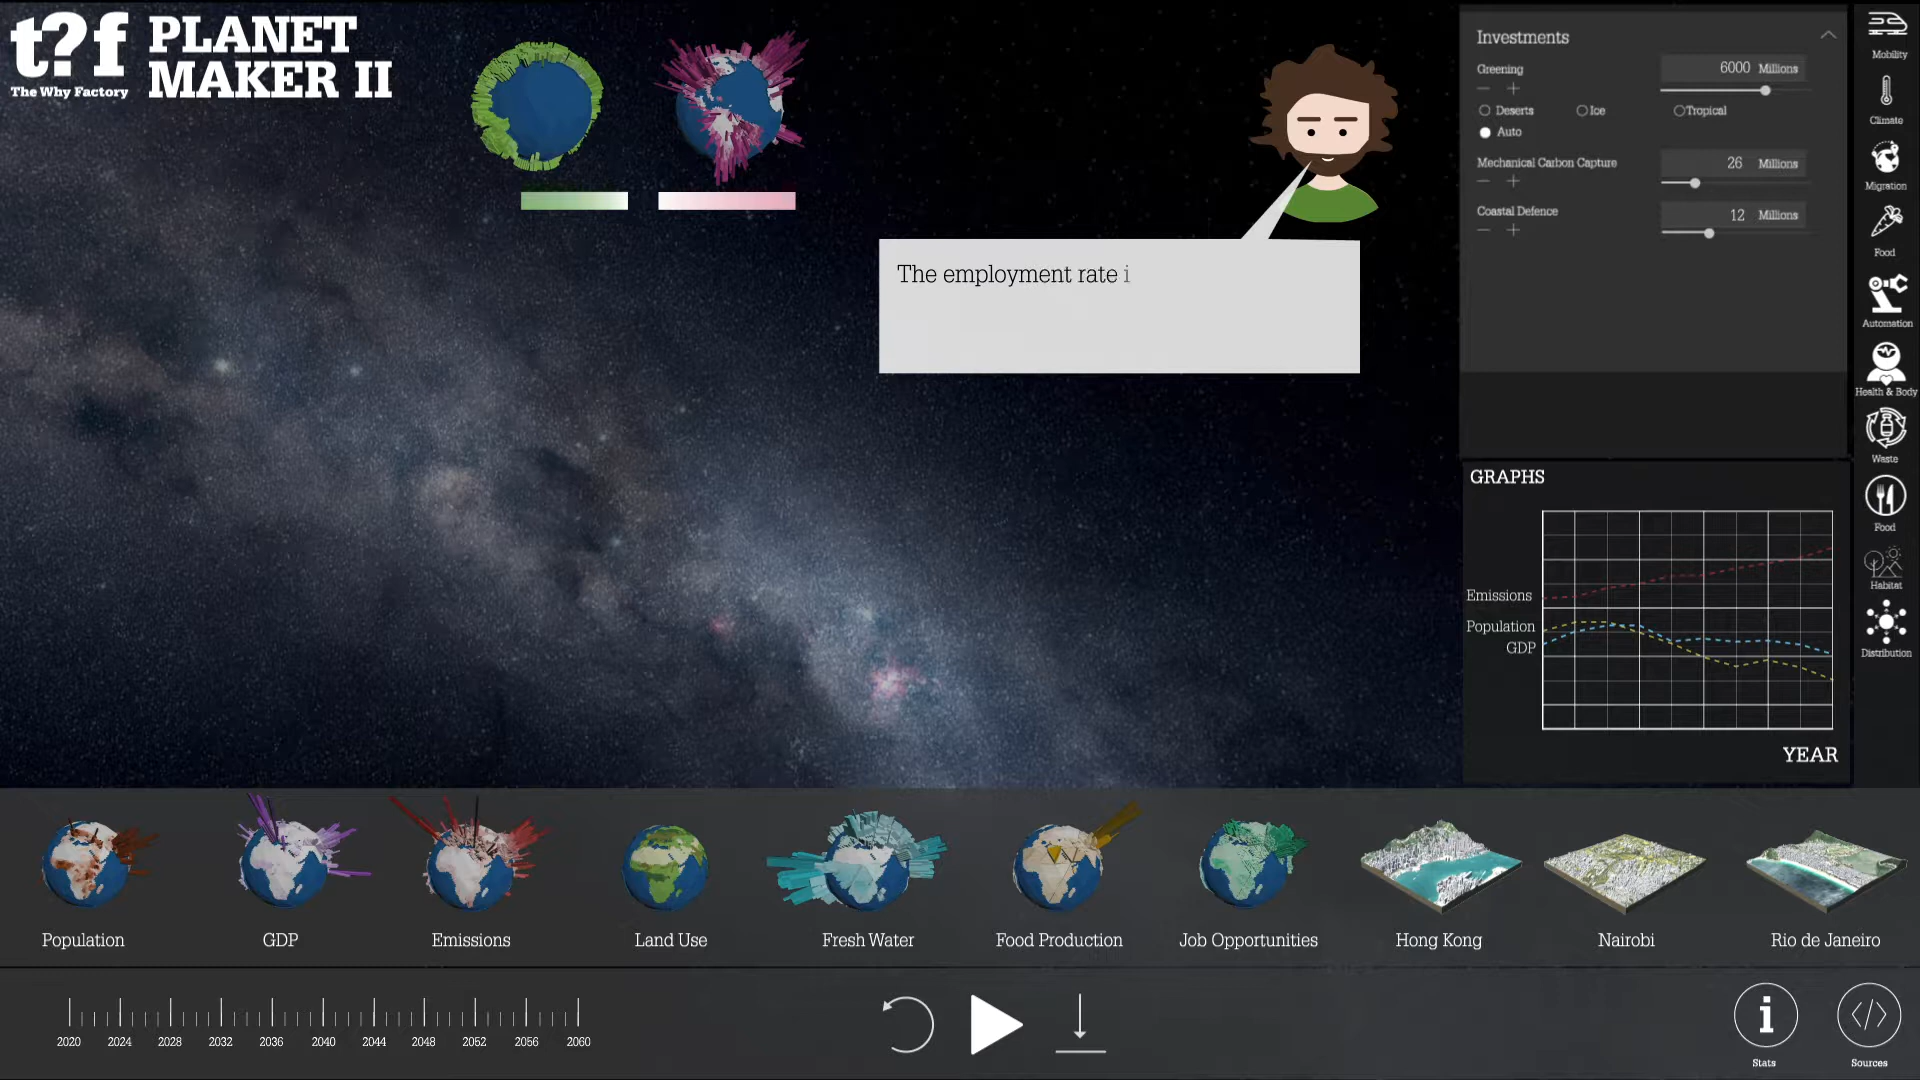 t?f
The Why Factory
PLANET
MAKER II
The employment rate i
Investments
Greening
6000 Millions
Deserts
Ice
Tropical
Auto
Mechanical Carbon Capture
26 Millions
Coastal Defence
12 Millions
Mobility
Climate
Migration
Food
Automation
Health & Body
Waste
Food
Habitat
Distribution
GRAPHS
Emissions
Population
GDP
YEAR
Population
GDP
Emissions
Land Use
Fresh Water
Food Production
Job Opportunities
Hong Kong
Nairobi
Rio de Janeiro
2020 2024 2028 2032 2036 2040 2044 2048 2052 2056 2060
i
Stats
</>
Sources